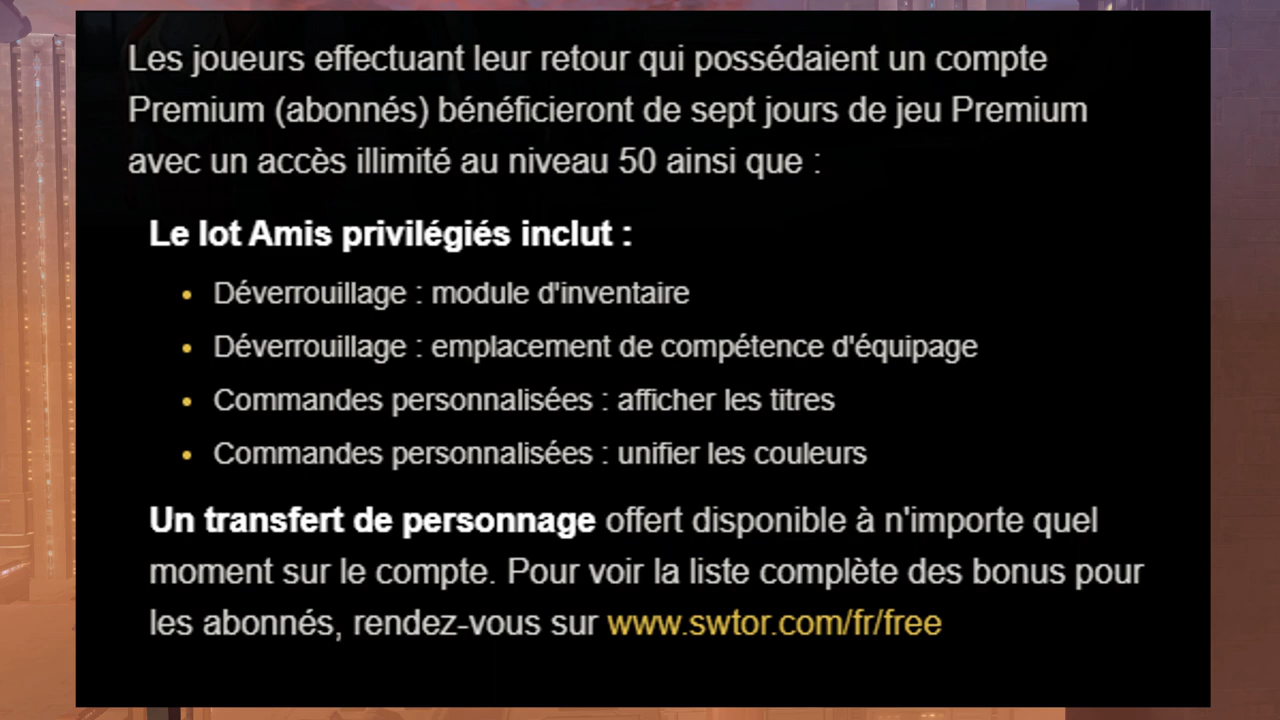 Les joueurs effectuant leur retour qui possédaient un compte
Premium (abonnés) bénéficieront de sept jours de jeu Premium
avec un accès illimité au niveau 50 ainsi que :
Le lot Amis privilégiés inclut :
• Déverrouillage : module d'inventaire
• Déverrouillage : emplacement de compétence d'équipage
• Commandes personnalisées : afficher les titres
• Commandes personnalisées : unifier les couleurs
Un transfert de personnage offert disponible à n'importe quel
moment sur le compte. Pour voir la liste complète des bonus pour
les abonnés, rendez-vous sur www.swtor.com/fr/free